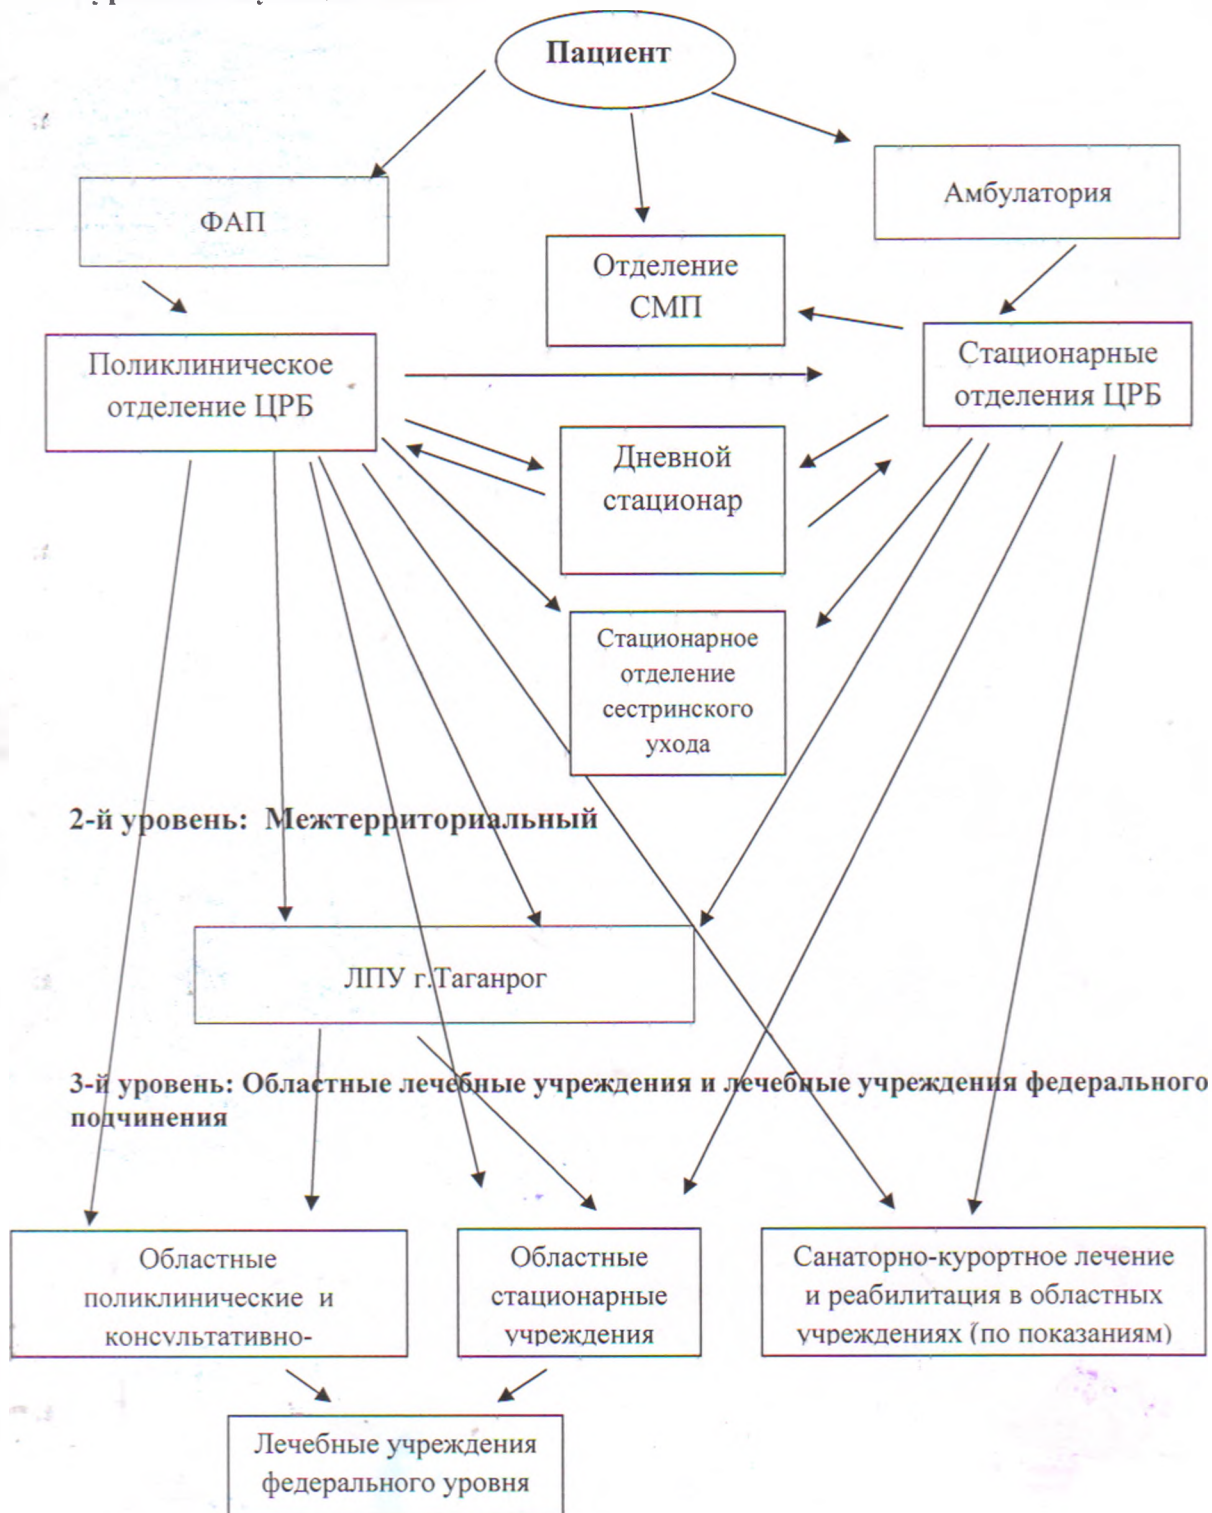 Пациент
ФАП
Амбулатория
Отделение
СМП
Поликлиническое
отделение ЦРБ
Стационарные
отделения ЦРБ
Дневной
стационар
Стационарное
отделение
сестринского
ухода
2-й уровень: Межтерриториальный
ЛПУ г.Таганрог
3-й уровень: Областные лечебные учреждения и лечебные учреждения федерального
подчинения
Областные
поликлинические и
консультативно-
Областные
стационарные
учреждения
Санаторно-курортное лечение
и реабилитация в областных
учреждениях (по показаниям)
Лечебные учреждения
федерального уровня